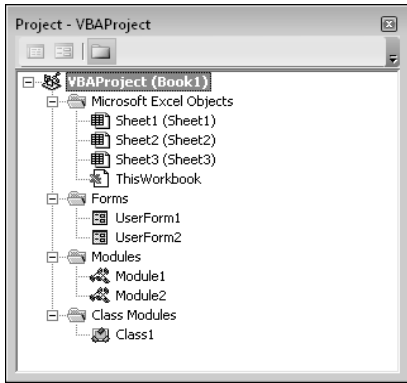 Project - VBAProject
VBAProject (Book1)
Microsoft Excel Objects
Sheet1 (Sheet1)
Sheet2 (Sheet2)
Sheet3 (Sheet3)
ThisWorkbook
Forms
UserForm1
UserForm2
Modules
Module1
Module2
Class Modules
Class1